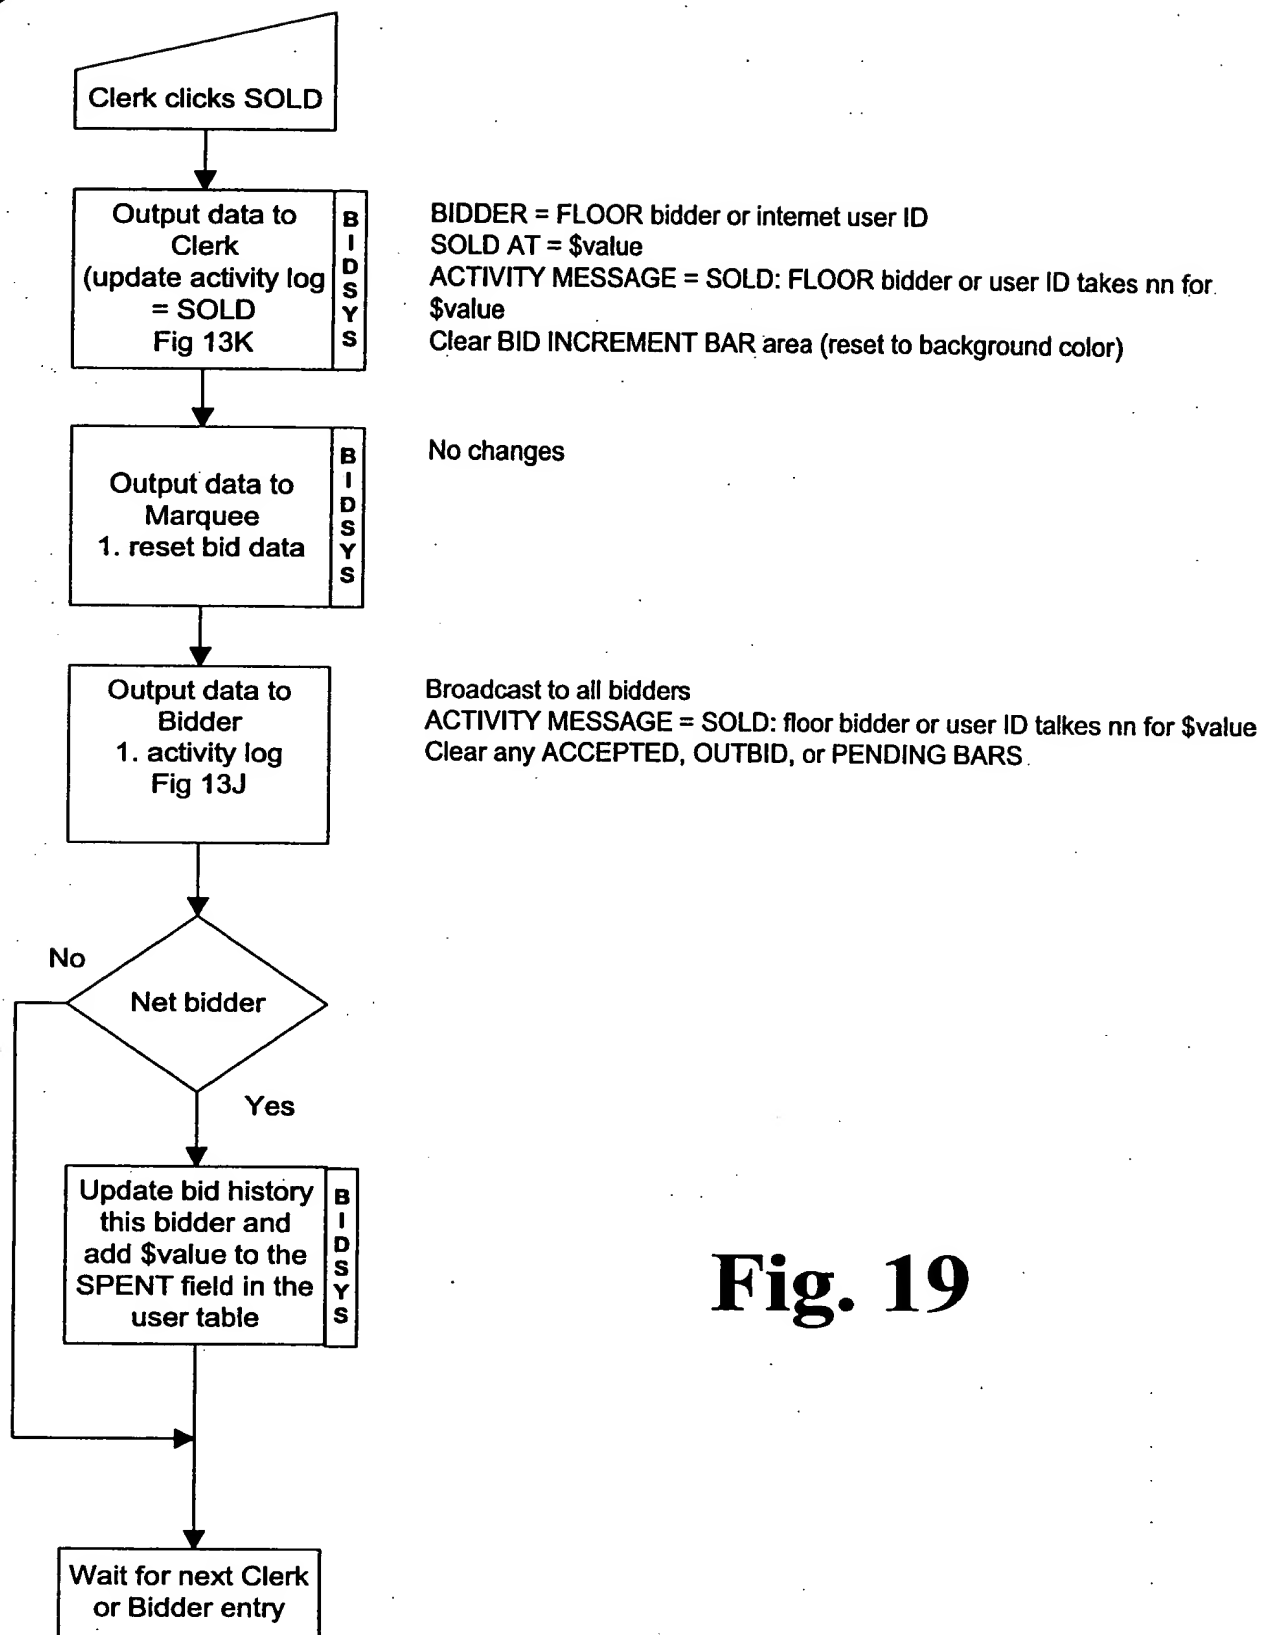 Clerk clicks SOLD
Output data to
Clerk
(update activity log
= SOLD
Fig 13K
BIDSYS
BIDDER = FLOOR bidder or internet user ID
SOLD AT = $value
ACTIVITY MESSAGE = SOLD: FLOOR bidder or user ID takes nn for
$value
Clear BID INCREMENT BAR area (reset to background color)
Output data to
Marquee
1. reset bid data
BIDSYS
No changes
Output data to
Bidder
1. activity log
Fig 13J
Broadcast to all bidders
ACTIVITY MESSAGE = SOLD: floor bidder or user ID talkes nn for $value
Clear any ACCEPTED, OUTBID, or PENDING BARS
No
Net bidder
Yes
Update bid history
this bidder and
add $value to the
SPENT field in the
user table
BIDSYS
Fig. 19
Wait for next Clerk
or Bidder entry